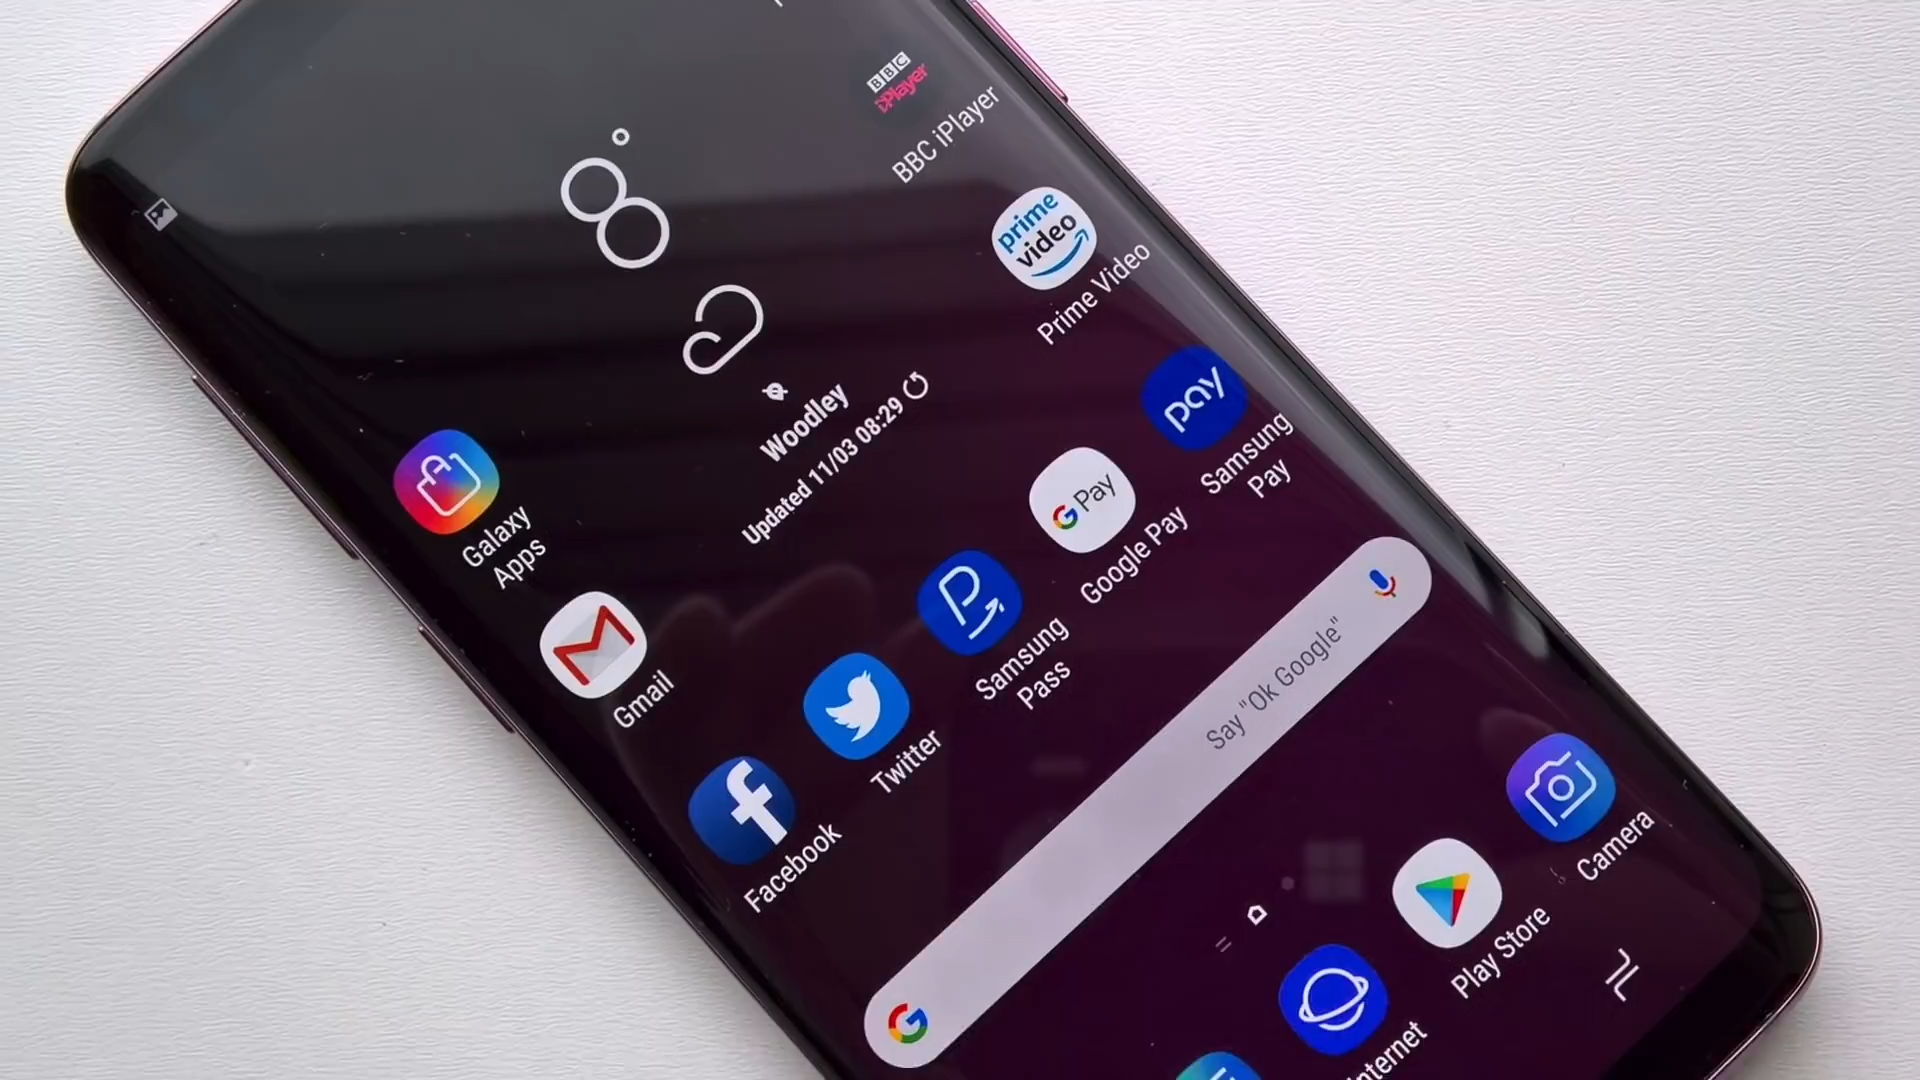 8°
Woodley
Updated 11/03 08:29
BBC
iPlayer
BBC iPlayer
prime
video
Prime Video
Galaxy
Apps
Gmail
Facebook
Twitter
Samsung
Pass
G Pay
Google Pay
pay
Samsung
Pay
G
Say "Ok Google"
Internet
Play Store
Camera